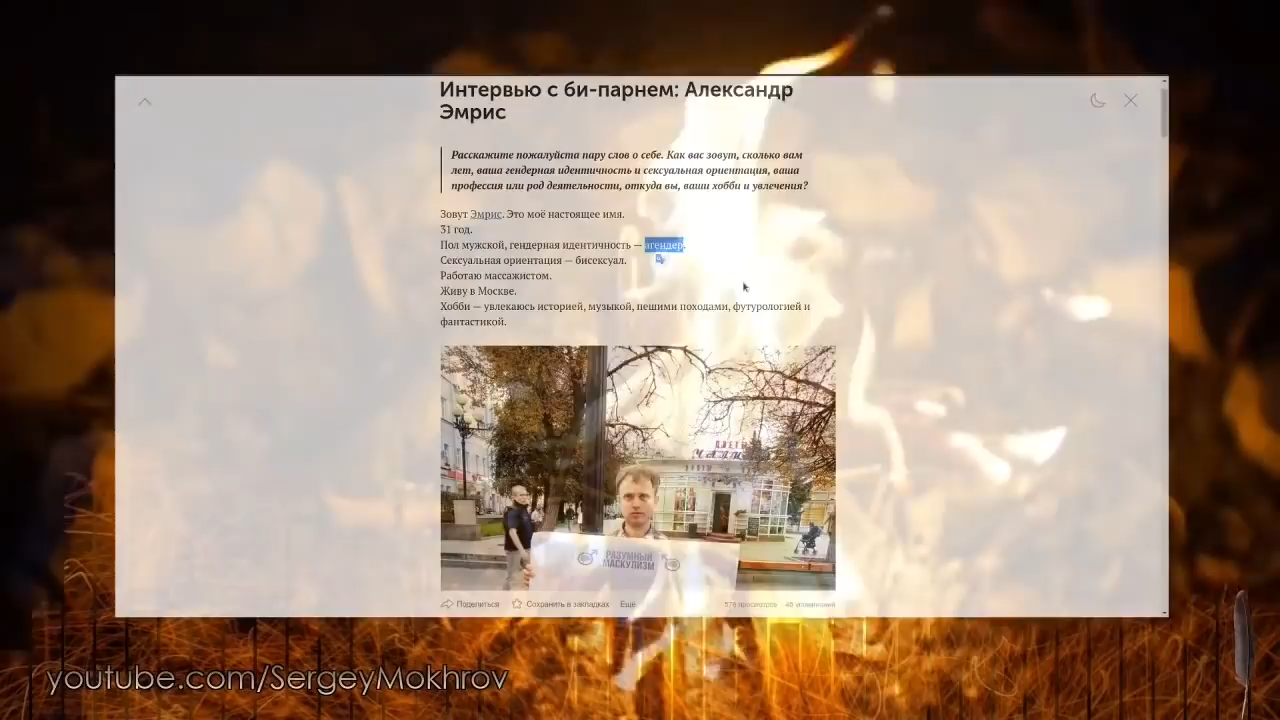 Интервью с би-парнем: Александр
Эмрис
Расскажите пожалуйста пару слов о себе. Как вас зовут, сколько вам
лет, ваша гендерная идентичность и сексуальная ориентация, ваша
профессия или род деятельности, откуда вы, ваши хобби и увлечения?
Зовут Эмрис. Это моё настоящее имя.
31 год.
Пол мужской, гендерная идентичность — агендер.
Сексуальная ориентация — бисексуал.
Работаю массажистом.
Живу в Москве.
Хобби — увлекаюсь историей, музыкой, пешими походами, футурологией и
фантастикой.
РАЗУМНЫЙ
МАСКУЛИЗМ
Поделиться Сохранить в закладках Ещё 576 просмотров
youtube.com/SergeyMokhrov